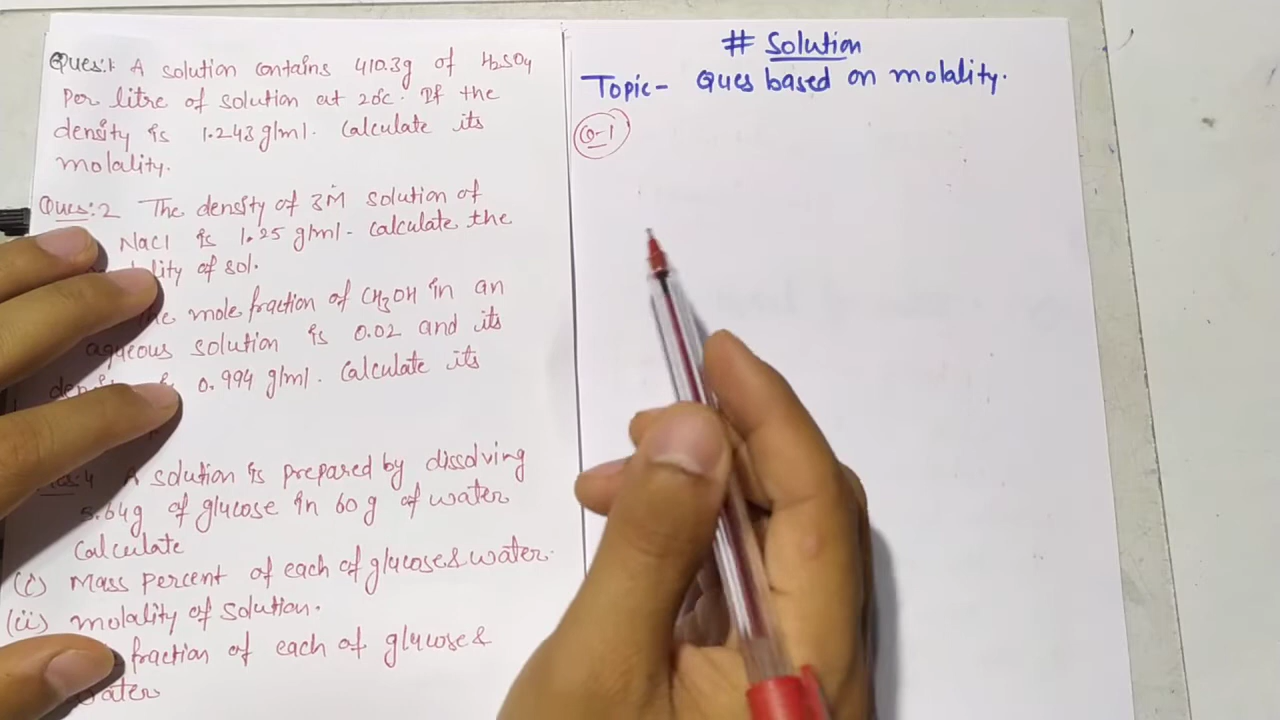 Ques:1 A solution contains 410.3g of H2SO4
Per litre of solution at 20°c. If the
density is 1.243 g/ml. Calculate its
molality.
Ques:2 The density of 3M solution of
NaCl is 1.25 g/ml. calculate the
lity of sol.
mole fraction of CH3OH in an
aqueous solution is 0.02 and its
0.994 g/ml. Calculate its
A solution is prepared by dissolving
5.64g of glucose in 60 g of water
Calculate
(i) Mass percent of each of glucose & water.
(ii) molality of solution.
fraction of each of glucose &
water
# Solution
Topic- Ques based on molality.
Q-1